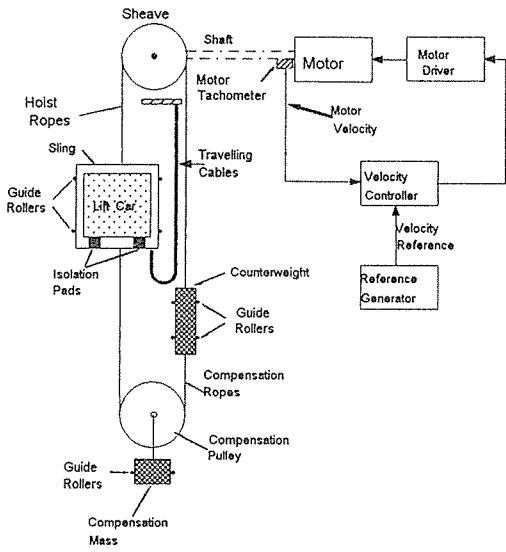 Sheave
Shaft
Motor
Motor
Driver
Motor
Tachometer
Hoist
Ropes
Motor
Velocity
Sling
Travelling
Cables
Velocity
Controller
Guide
Rollers
Lift Car
Velocity
Reference
Isolation
Pads
Counterweight
Reference
Generator
Guide
Rollers
Compensation
Ropes
Compensation
Pulley
Guide
Rollers
Compensation
Mass